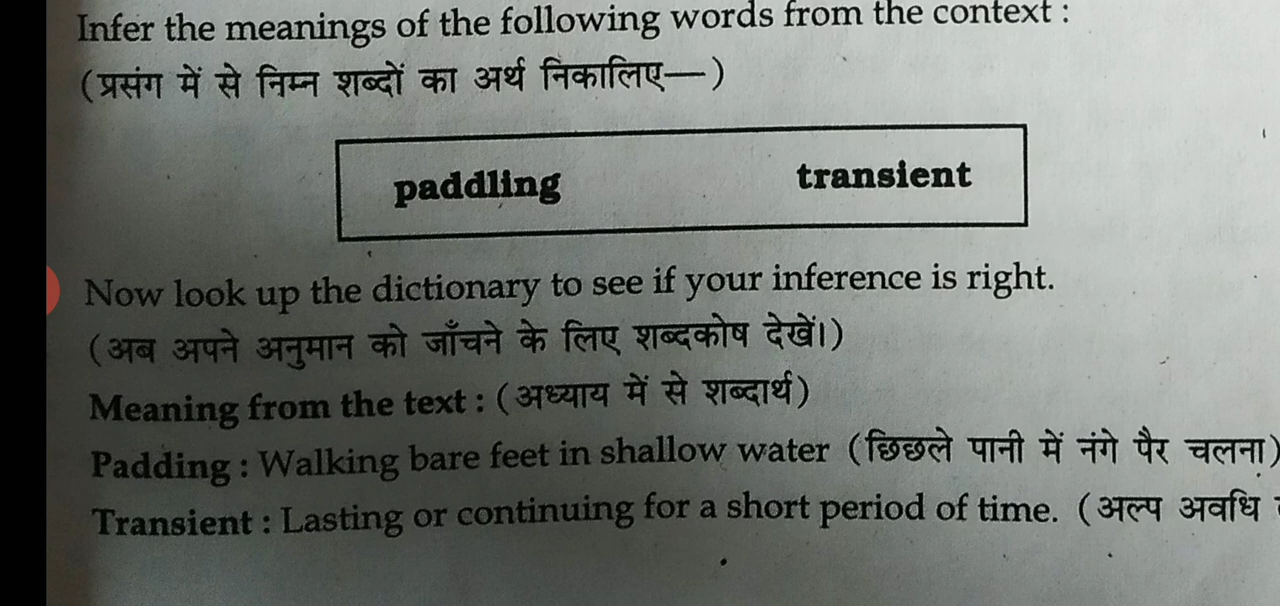 Infer the meanings of the following words from the context :
(प्रसंग में से निम्न शब्दों का अर्थ निकालिए—)
paddling transient
Now look up the dictionary to see if your inference is right.
(अब अपने अनुमान को जाँचने के लिए शब्दकोष देखें।)
Meaning from the text : (अध्याय में से शब्दार्थ)
Padding : Walking bare feet in shallow water (छिछले पानी में नंगे पैर चलना)
Transient : Lasting or continuing for a short period of time. (अल्प अवधि